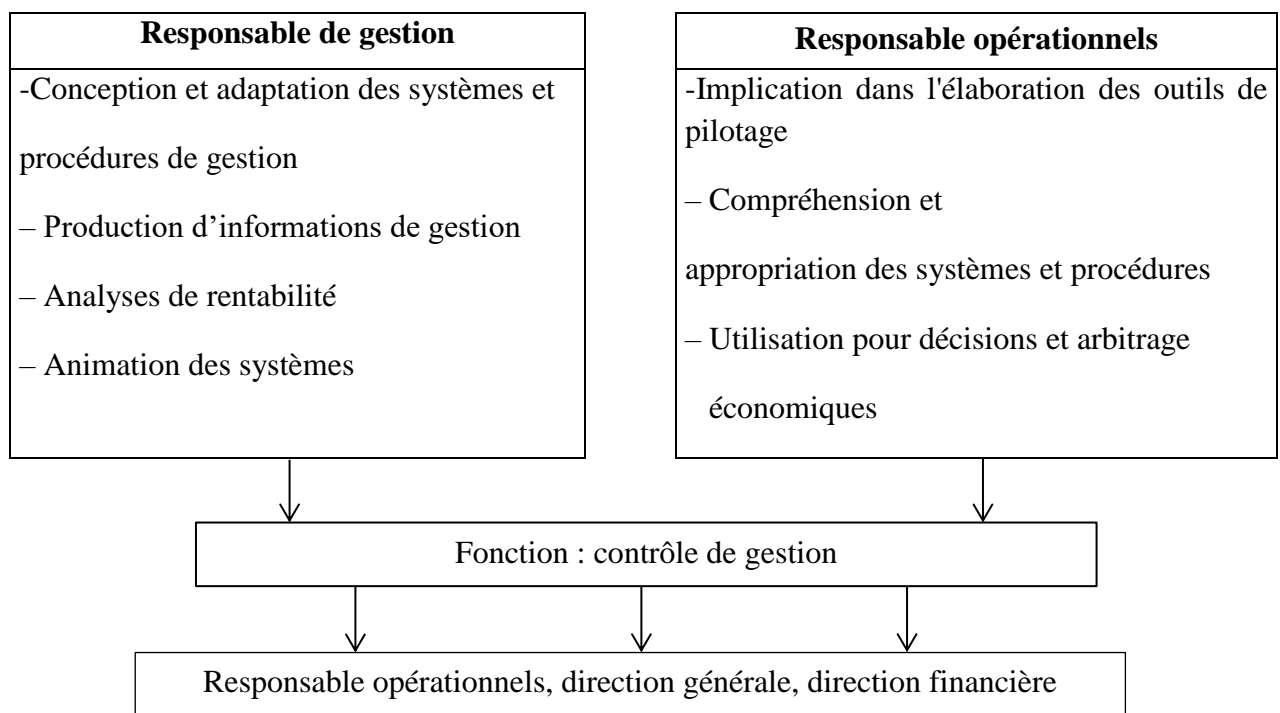 Responsable de gestion
-Conception et adaptation des systèmes et
procédures de gestion
– Production d’informations de gestion
– Analyses de rentabilité
– Animation des systèmes
Responsable opérationnels
-Implication dans l'élaboration des outils de
pilotage
– Compréhension et
appropriation des systèmes et procédures
– Utilisation pour décisions et arbitrage
économiques
Fonction : contrôle de gestion
Responsable opérationnels, direction générale, direction financière